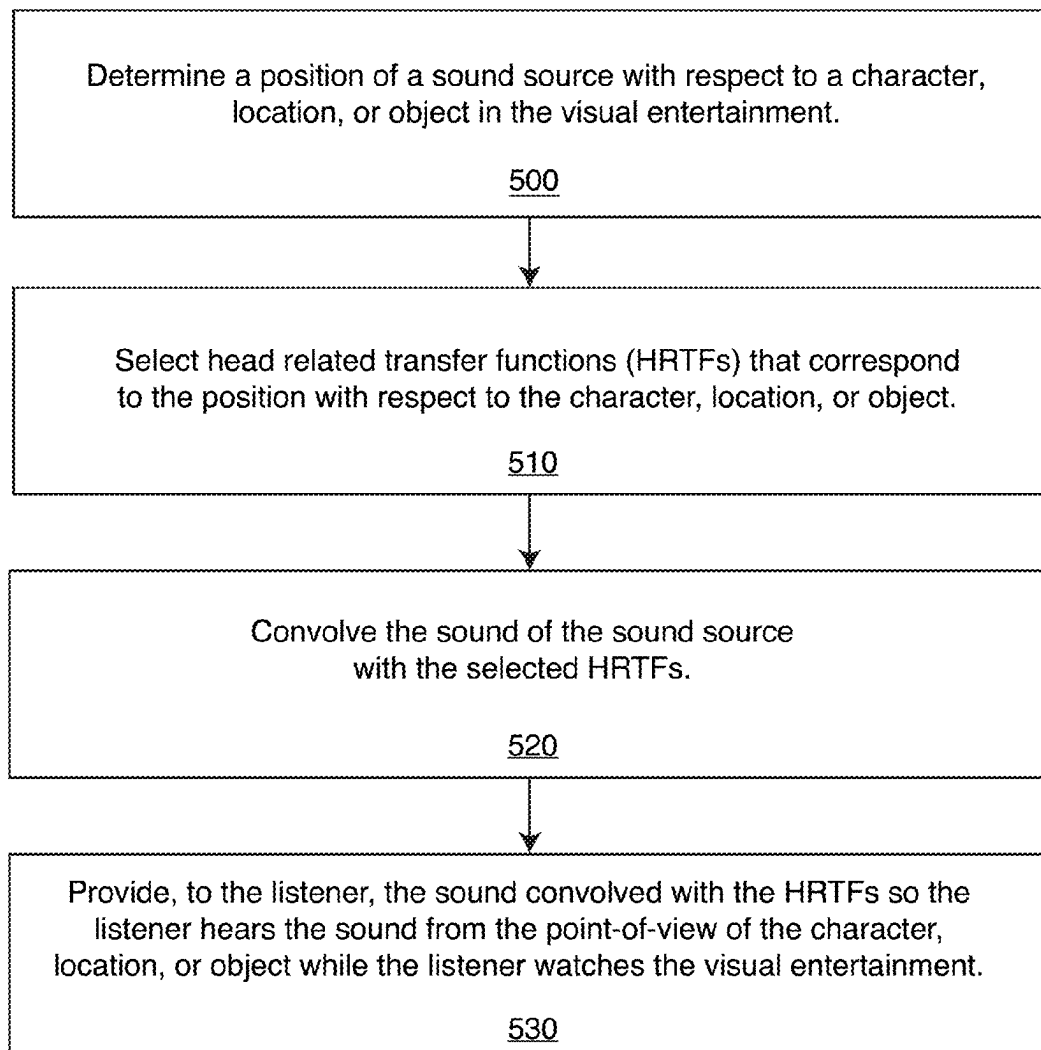 Determine a position of a sound source with respect to a character,
location, or object in the visual entertainment.
500
Select head related transfer functions (HRTFs) that correspond
to the position with respect to the character, location, or object.
510
Convolve the sound of the sound source
with the selected HRTFs.
520
Provide, to the listener, the sound convolved with the HRTFs so the
listener hears the sound from the point-of-view of the character,
location, or object while the listener watches the visual entertainment.
530